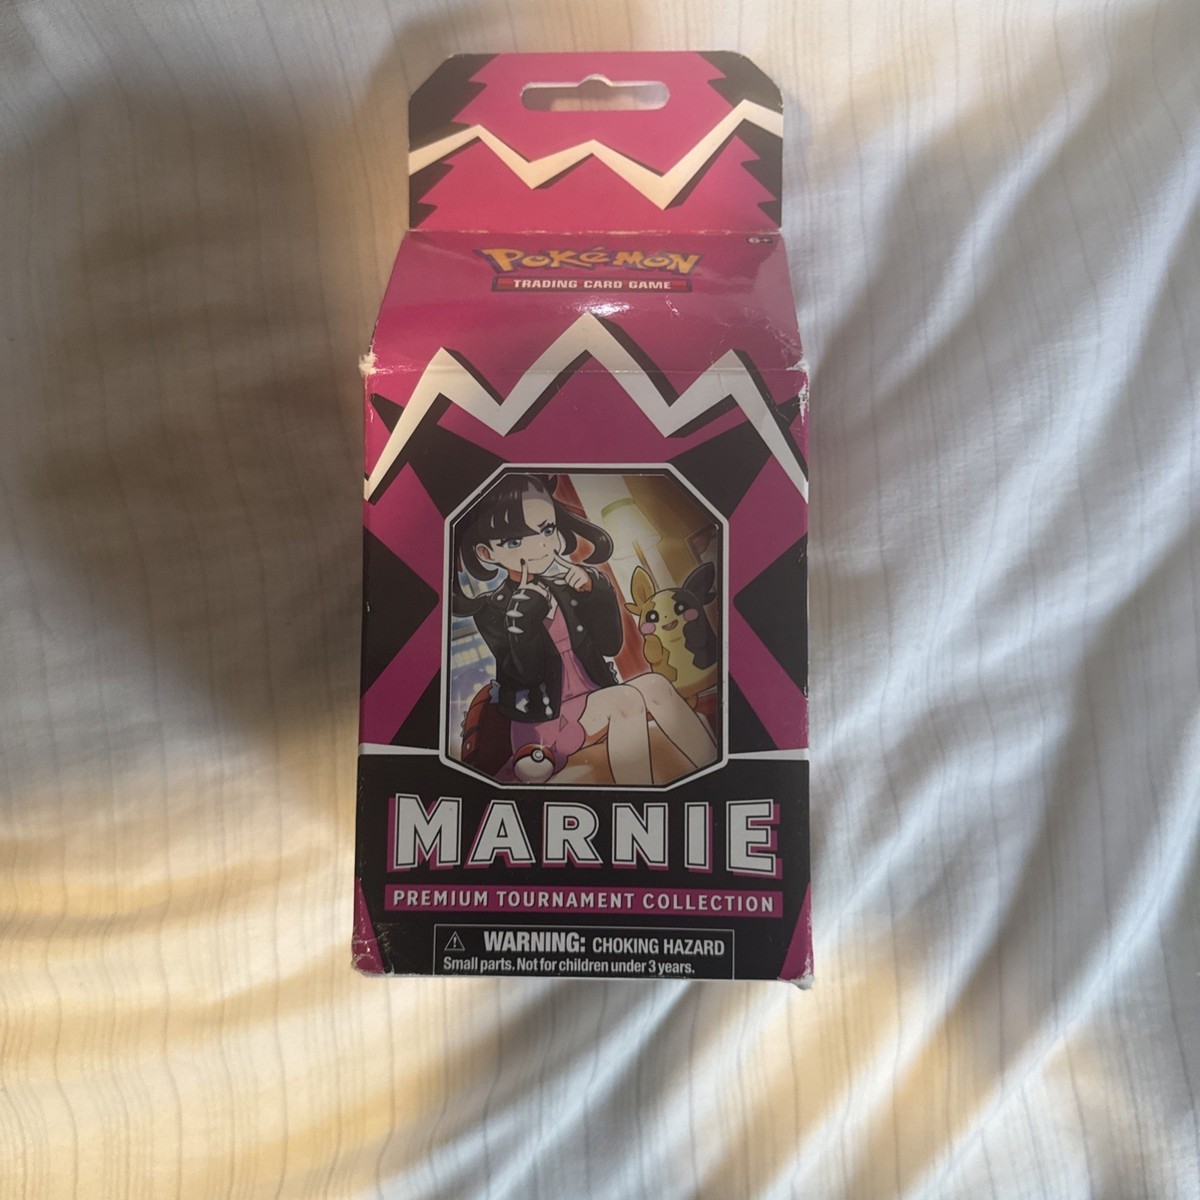 6+
POKéMON
TRADING CARD GAME
MARNIE
PREMIUM TOURNAMENT COLLECTION
WARNING: CHOKING HAZARD
Small parts. Not for children under 3 years.